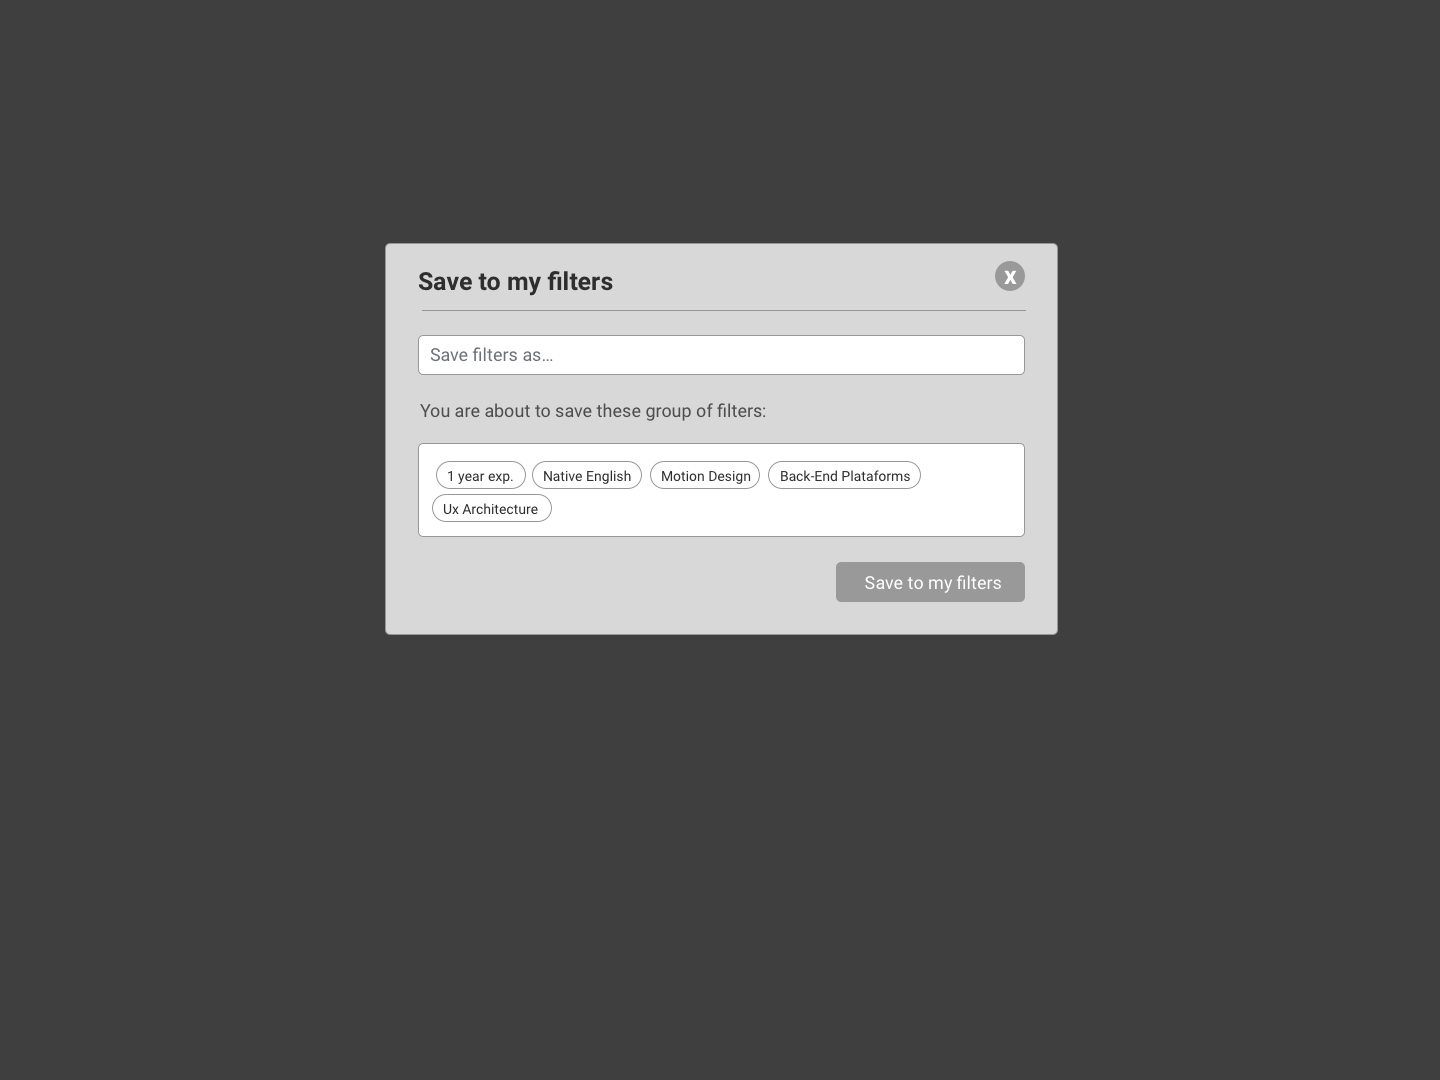 Save to my filters
X
Save filters as...
You are about to save these group of filters:
1 year exp. Native English Motion Design Back-End Plataforms
Ux Architecture
Save to my filters